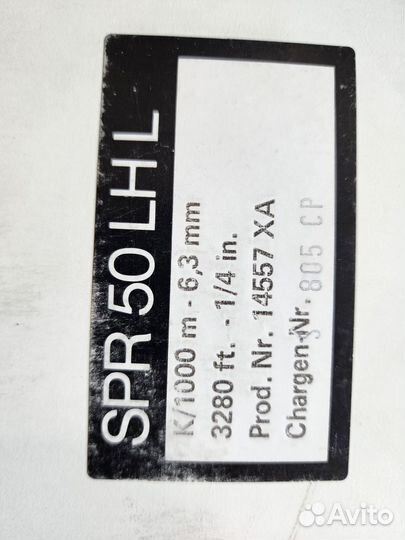 SPR 50 LH L
K/1000 m - 6,3 mm
3280 ft. - 1/4 in.
Prod. Nr. 14557 XA
Chargen-Nr. 805 CP
Avito